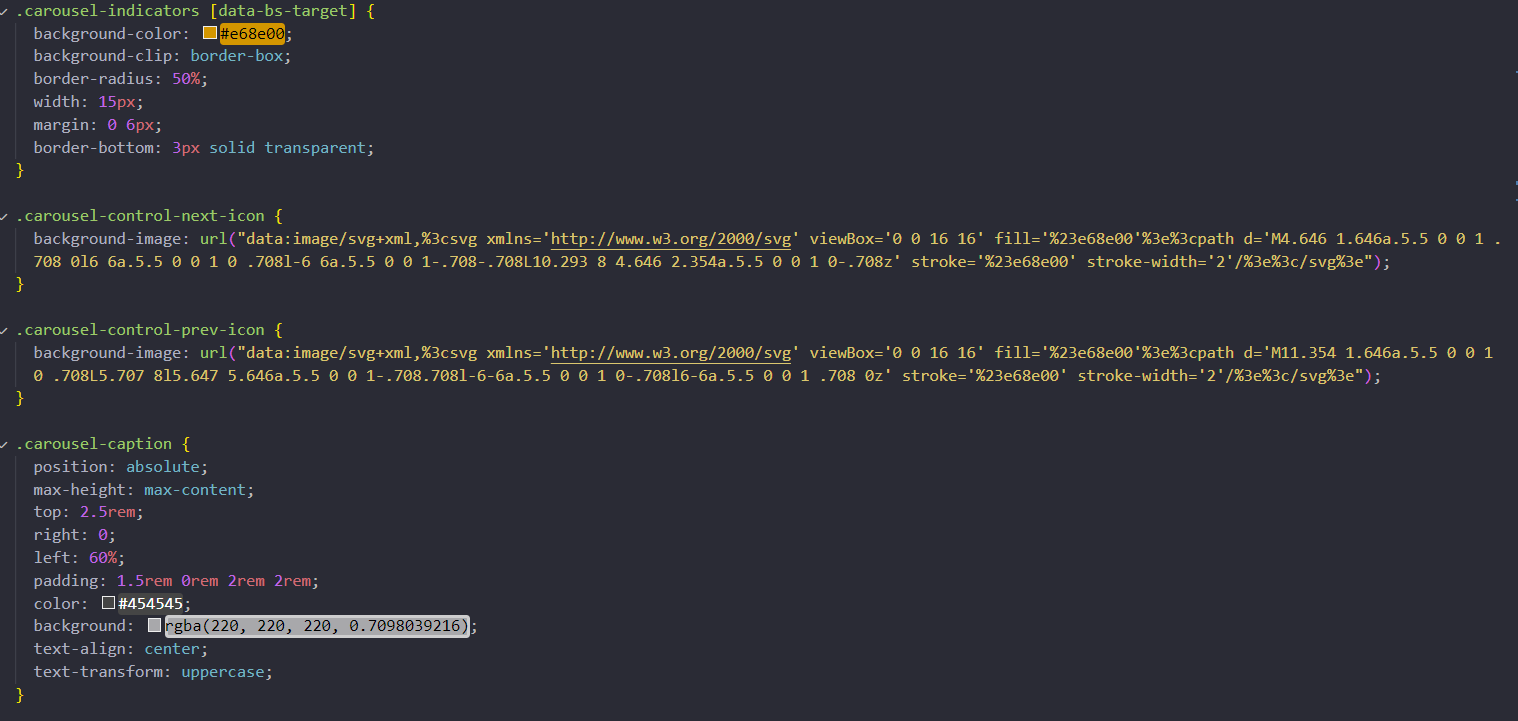 .carousel-indicators [data-bs-target] {
background-color: #e68e00;
background-clip: border-box;
border-radius: 50%;
width: 15px;
margin: 0 6px;
border-bottom: 3px solid transparent;
}
.carousel-control-next-icon {
background-image: url("data:image/svg+xml,%3csvg xmlns='http://www.w3.org/2000/svg' viewBox='0 0 16 16' fill='%23e68e00'%3e%3cpath d='M4.646 1.646a.5.5 0 0 1 .
708 0l6 6a.5.5 0 0 1 0 .708l-6 6a.5.5 0 0 1-.708-.708L10.293 8 4.646 2.354a.5.5 0 0 1 0-.708z' stroke='%23e68e00' stroke-width='2'/%3e%3c/svg%3e");
}
.carousel-control-prev-icon {
background-image: url("data:image/svg+xml,%3csvg xmlns='http://www.w3.org/2000/svg' viewBox='0 0 16 16' fill='%23e68e00'%3e%3cpath d='M11.354 1.646a.5.5 0 0 1
0 .708L5.707 8l5.647 5.646a.5.5 0 0 1-.708.708l-6-6a.5.5 0 0 1 0-.708l6-6a.5.5 0 0 1 .708 0z' stroke='%23e68e00' stroke-width='2'/%3e%3c/svg%3e");
}
.carousel-caption {
position: absolute;
max-height: max-content;
top: 2.5rem;
right: 0;
left: 60%;
padding: 1.5rem 0rem 2rem 2rem;
color: #454545;
background: rgba(220, 220, 220, 0.7098039216);
text-align: center;
text-transform: uppercase;
}